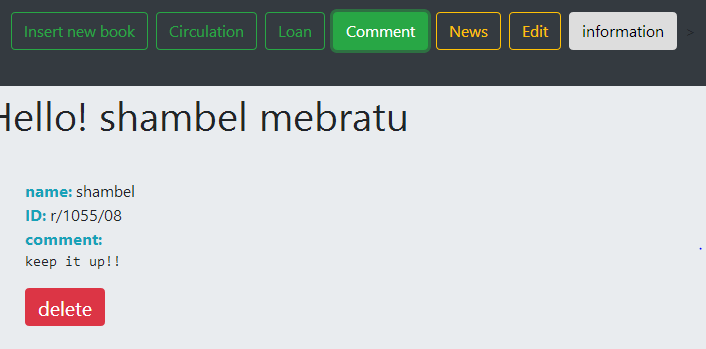 Insert new book Circulation Loan Comment News Edit information >
Hello! shambel mebratu
name: shambel
ID: r/1055/08
comment:
keep it up!!
delete